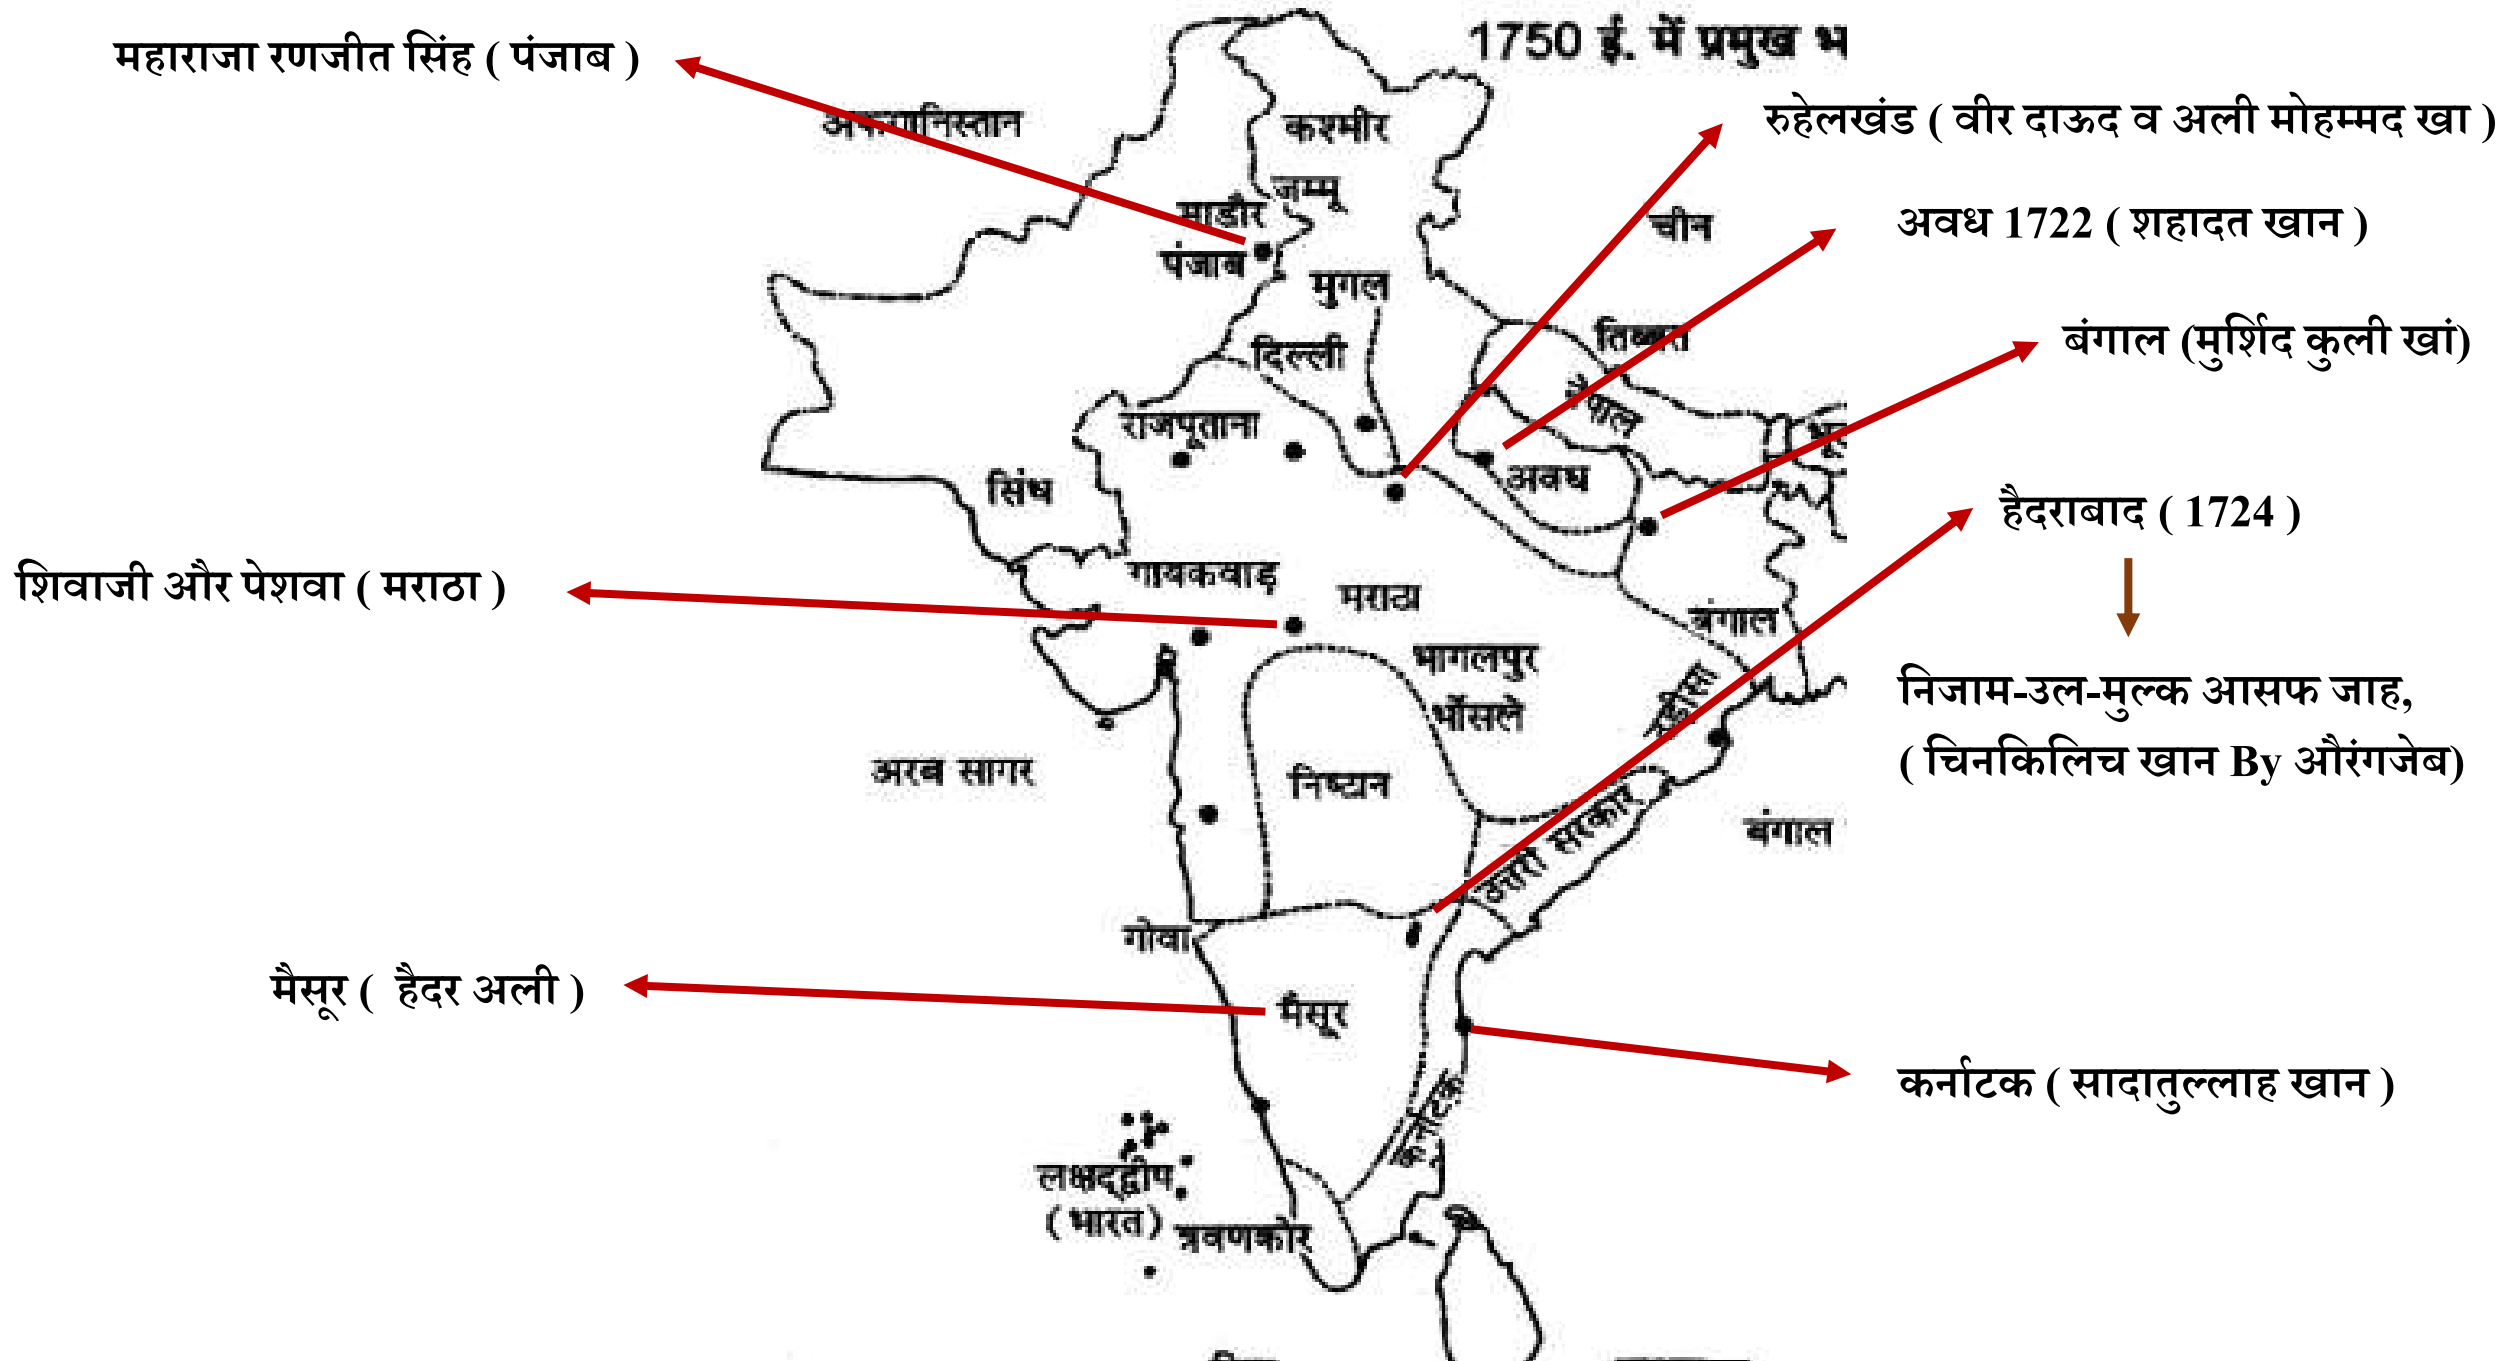 1750 ई. में प्रमुख भ
महाराजा रणजीत सिंह ( पंजाब )
रुहेलखंड ( वीर दाऊद व अली मोहम्मद खा )
अवध 1722 ( शहादत खान )
बंगाल (मुर्शिद कुली खां)
हैदराबाद ( 1724 )
निजाम-उल-मुल्क आसफ जाह,
( चिनकिलिच खान By औरंगजेब)
शिवाजी और पेशवा ( मराठा )
मैसूर ( हैदर अली )
कर्नाटक ( सादातुल्लाह खान )
अफगानिस्तान
कश्मीर
जम्मू
पंजाब
चीन
मुगल
तिब्बत
दिल्ली
नेपाल
राजपूताना
सिंध
अवध
गायकवाड़
मराठा
बंगाल
भागलपुर
भोंसले
अरब सागर
निष्टान
उत्तरी सरकार
बंगाल
गोवा
मैसूर
कर्नाटक
लक्षद्द्वीप
(भारत)
त्रवणकोर